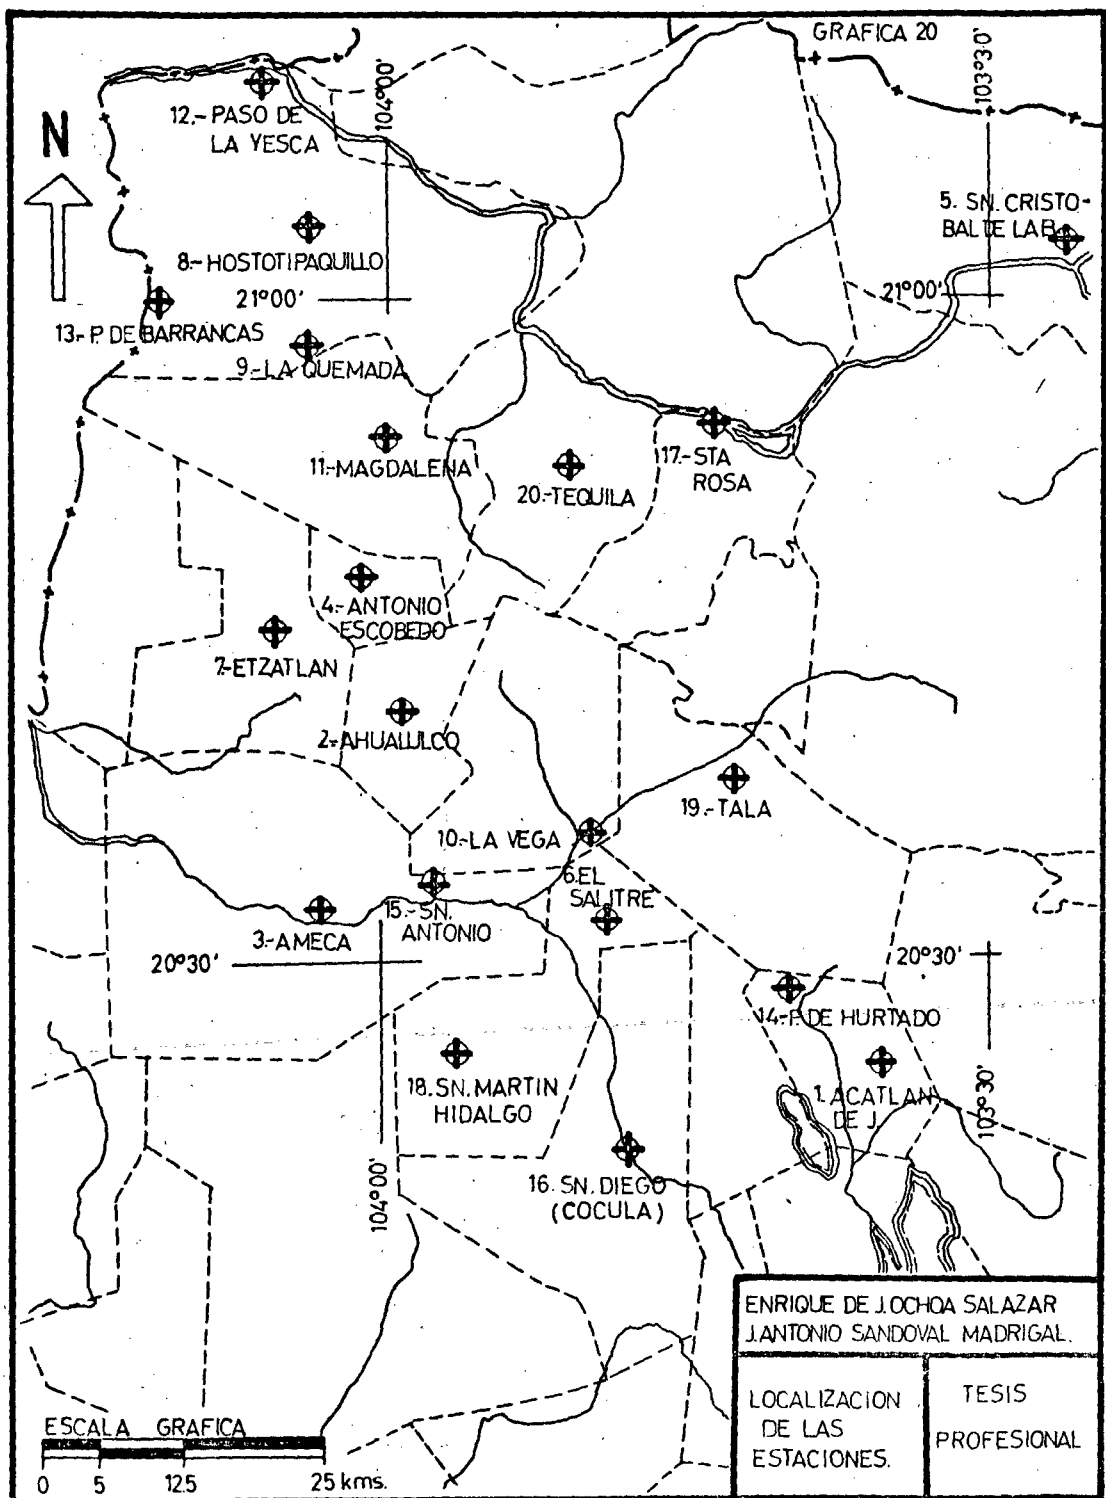 GRAFICA 20
103°30'
104°00'
12.-PASO DE
LA YESCA
N
5. SN. CRISTO-
BAL DE LA B.
8.-HOSTOTIPAQUILLO
21°00'
21°00'
13.-P. DE BARRANCAS
9.-LA QUEMADA
11.-MAGDALENA
20.-TEQUILA
17.-STA
ROSA
4.-ANTONIO
ESCOBEDO
7.-ETZATLAN
2.-AHUALULCO
19.-TALA
10.-LA VEGA
6.EL
SALITRE
15.-SN.
ANTONIO
3.-AMECA
20°30'
20°30'
14.-P. DE HURTADO
18. SN. MARTIN
HIDALGO
1. ACATLAN
DE J.
103°30'
104°00'
16. SN. DIEGO
(COCULA)
ENRIQUE DE J. OCHOA SALAZAR
J. ANTONIO SANDOVAL MADRIGAL.
LOCALIZACION
DE LAS
ESTACIONES.
TESIS
PROFESIONAL
ESCALA GRAFICA
0 5 12.5 25 kms.